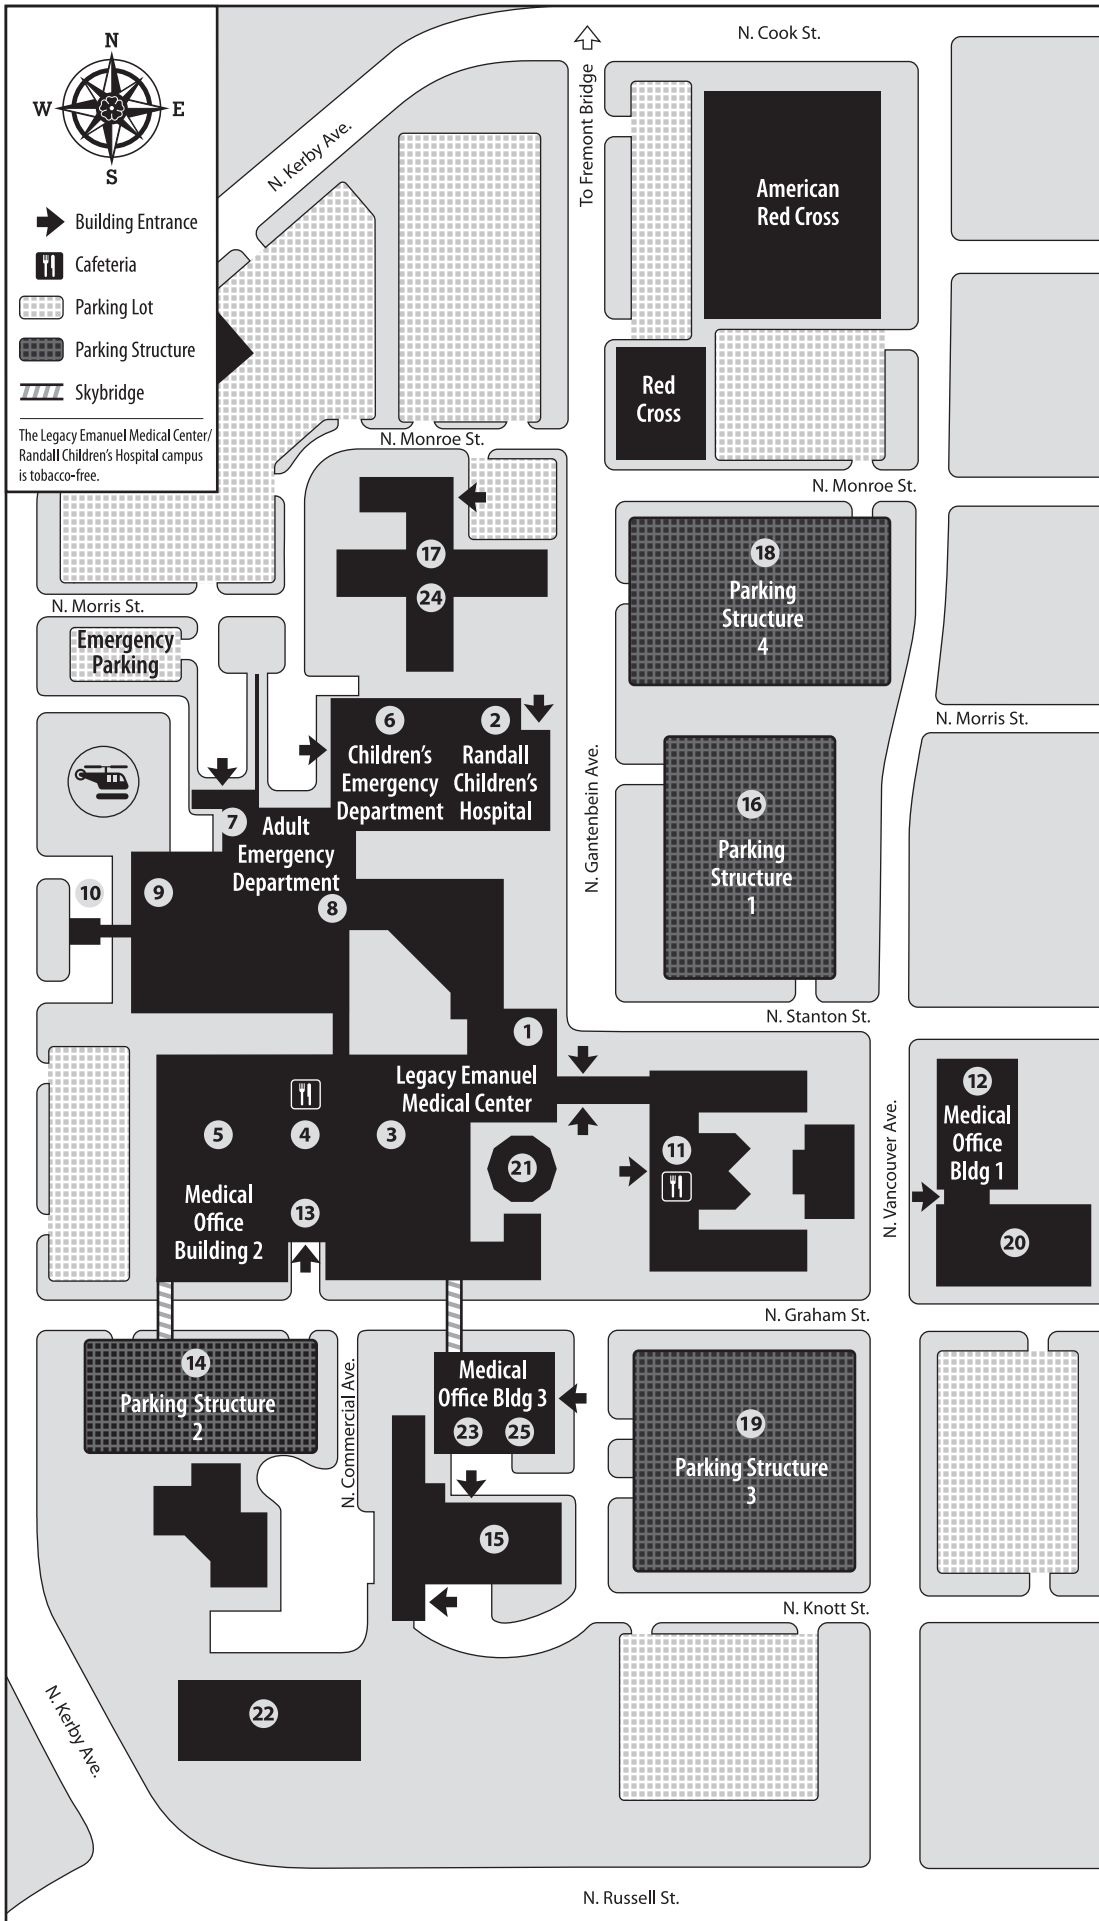 N
W
E
S
Building Entrance
Cafeteria
Parking Lot
Parking Structure
Skybridge
The Legacy Emanuel Medical Center/
Randall Children's Hospital campus
is tobacco-free.
N. Cook St.
N. Kerby Ave.
To Fremont Bridge
American
Red Cross
Red
Cross
N. Monroe St.
N. Monroe St.
17
24
18
Parking
Structure
4
N. Morris St.
Emergency
Parking
6
Children's
Emergency
Department
2
Randall
Children's
Hospital
N. Morris St.
N. Gantenbein Ave.
16
Parking
Structure
1
7
Adult
Emergency
Department
8
9
10
N. Stanton St.
1
Legacy Emanuel
Medical Center
5
4
3
21
11
12
Medical
Office
Bldg 1
N. Vancouver Ave.
20
Medical
Office
Building 2
13
N. Graham St.
14
Parking Structure
2
N. Commercial Ave.
Medical
Office Bldg 3
23
25
19
Parking Structure
3
15
N. Knott St.
N. Kerby Ave.
22
N. Russell St.